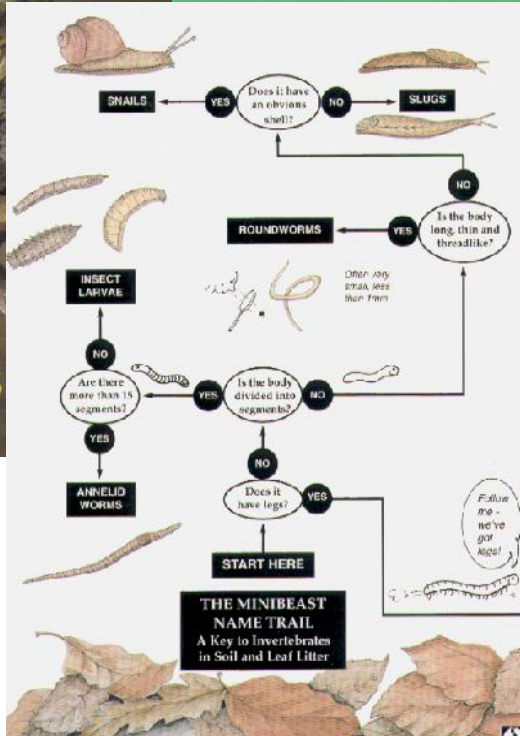 Does it have
an obvious
shell?
YES
NO
SNAILS
SLUGS
NO
Is the body
long, thin and
threadlike?
YES
ROUNDWORMS
Often very
small, less
than 1mm
INSECT
LARVAE
NO
Are there
more than 15
segments?
YES
Is the body
divided into
segments?
NO
YES
ANNELID
WORMS
NO
Does it
have legs?
YES
Follow
me -
we've
got
legs!
START HERE
THE MINIBEAST
NAME TRAIL
A Key to Invertebrates
in Soil and Leaf Litter